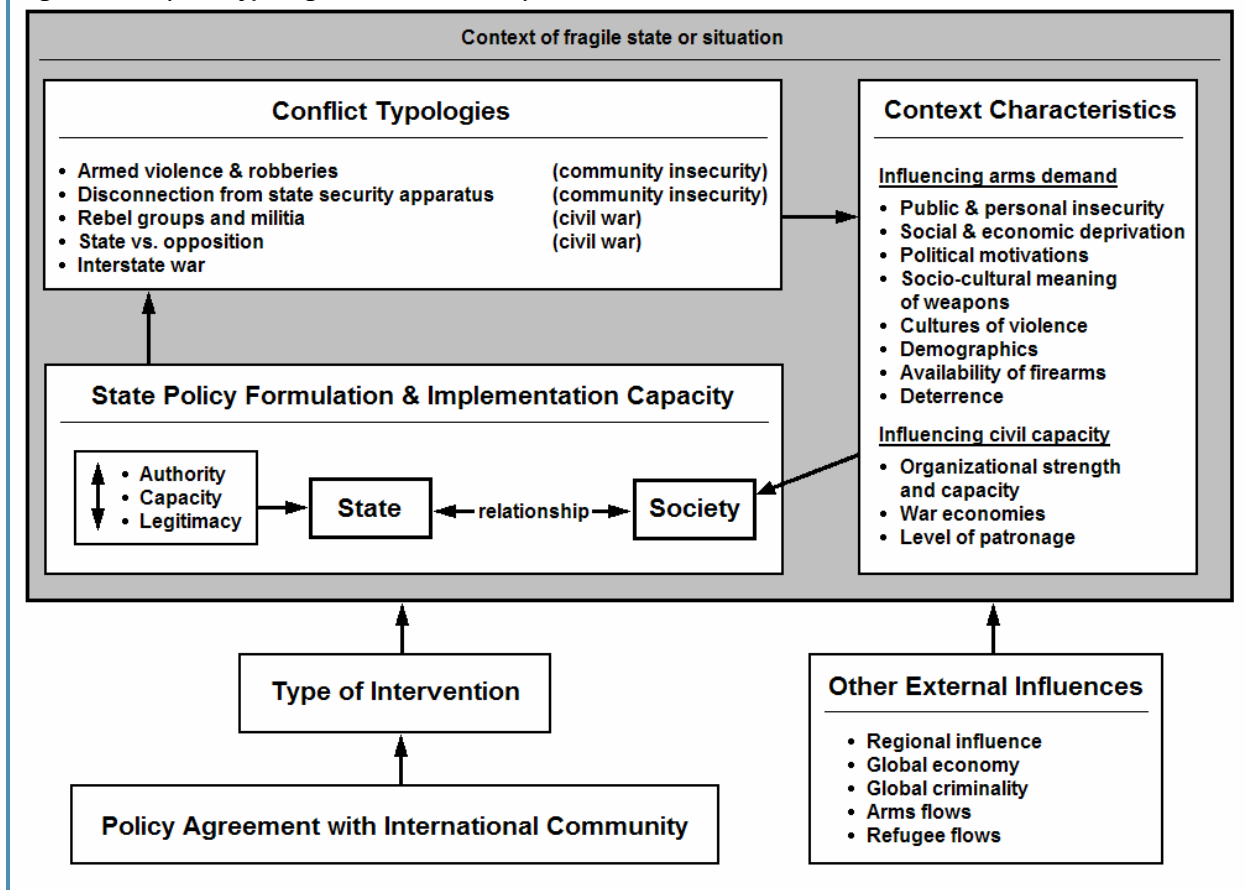 Context of fragile state or situation
Conflict Typologies
• Armed violence & robberies (community insecurity)
• Disconnection from state security apparatus (community insecurity)
• Rebel groups and militia (civil war)
• State vs. opposition (civil war)
• Interstate war
Context Characteristics
Influencing arms demand
• Public & personal insecurity
• Social & economic deprivation
• Political motivations
• Socio-cultural meaning
of weapons
• Cultures of violence
• Demographics
• Availability of firearms
• Deterrence
Influencing civil capacity
• Organizational strength
and capacity
• War economies
• Level of patronage
State Policy Formulation & Implementation Capacity
• Authority
• Capacity
• Legitimacy
State
relationship
Society
Type of Intervention
Policy Agreement with International Community
Other External Influences
• Regional influence
• Global economy
• Global criminality
• Arms flows
• Refugee flows